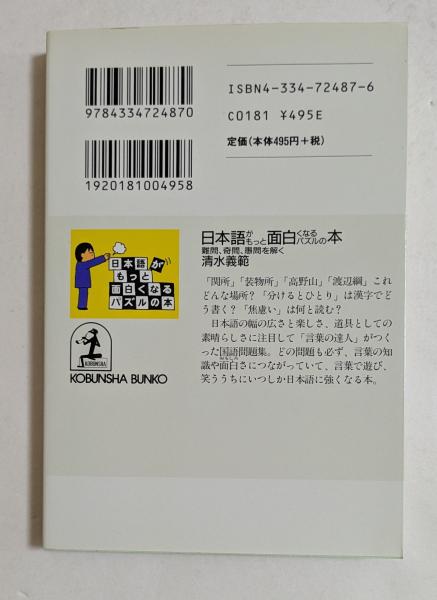 9784334724870
ISBN4-334-72487-6
C0181 ¥495E
定価(本体495円+税)
1920181004958
日本語がもっと面白くなるパズルの本
難問、奇問、愚問を解く
清水義範
日本語が
もっと
面白くなる
パズルの本
KOBUNSHA
KOBUNSHA BUNKO
「関所」「装物所」「高野山」「渡辺綱」これ
どんな場所？「分けるとひとり」は漢字でど
う書く？「焦慮い」は何と読む？
日本語の幅の広さと楽しさ、道具としての
素晴らしさに注目して「言葉の達人」がつく
った国語問題集。どの問題も必ず、言葉の知
識や面白さにつながっていて、言葉で遊び、
笑ううちにいつしか日本語に強くなる本。